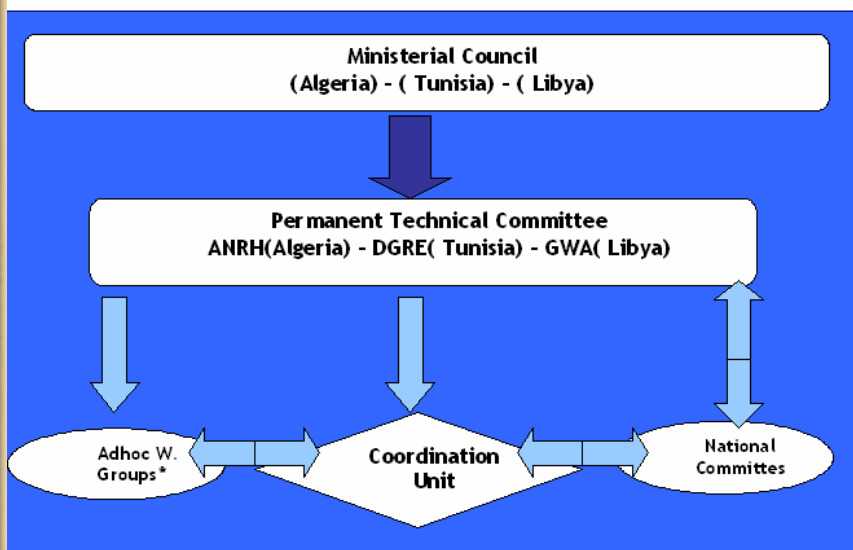 Ministerial Council
(Algeria) - ( Tunisia) - ( Libya)
Permanent Technical Committee
ANRH(Algeria) - DGRE( Tunisia) - GWA( Libya)
Adhoc W.
Groups*
Coordination
Unit
National
Committes